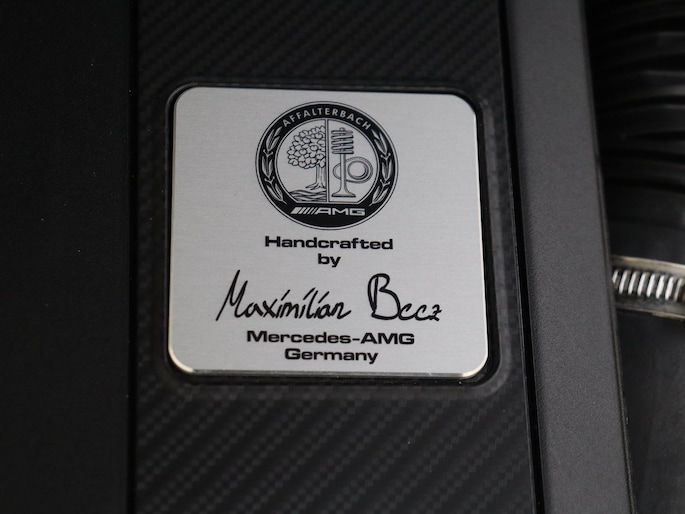 AFFALTERBACH
AMG
Handcrafted
by
Maximilian Becz
Mercedes-AMG
Germany